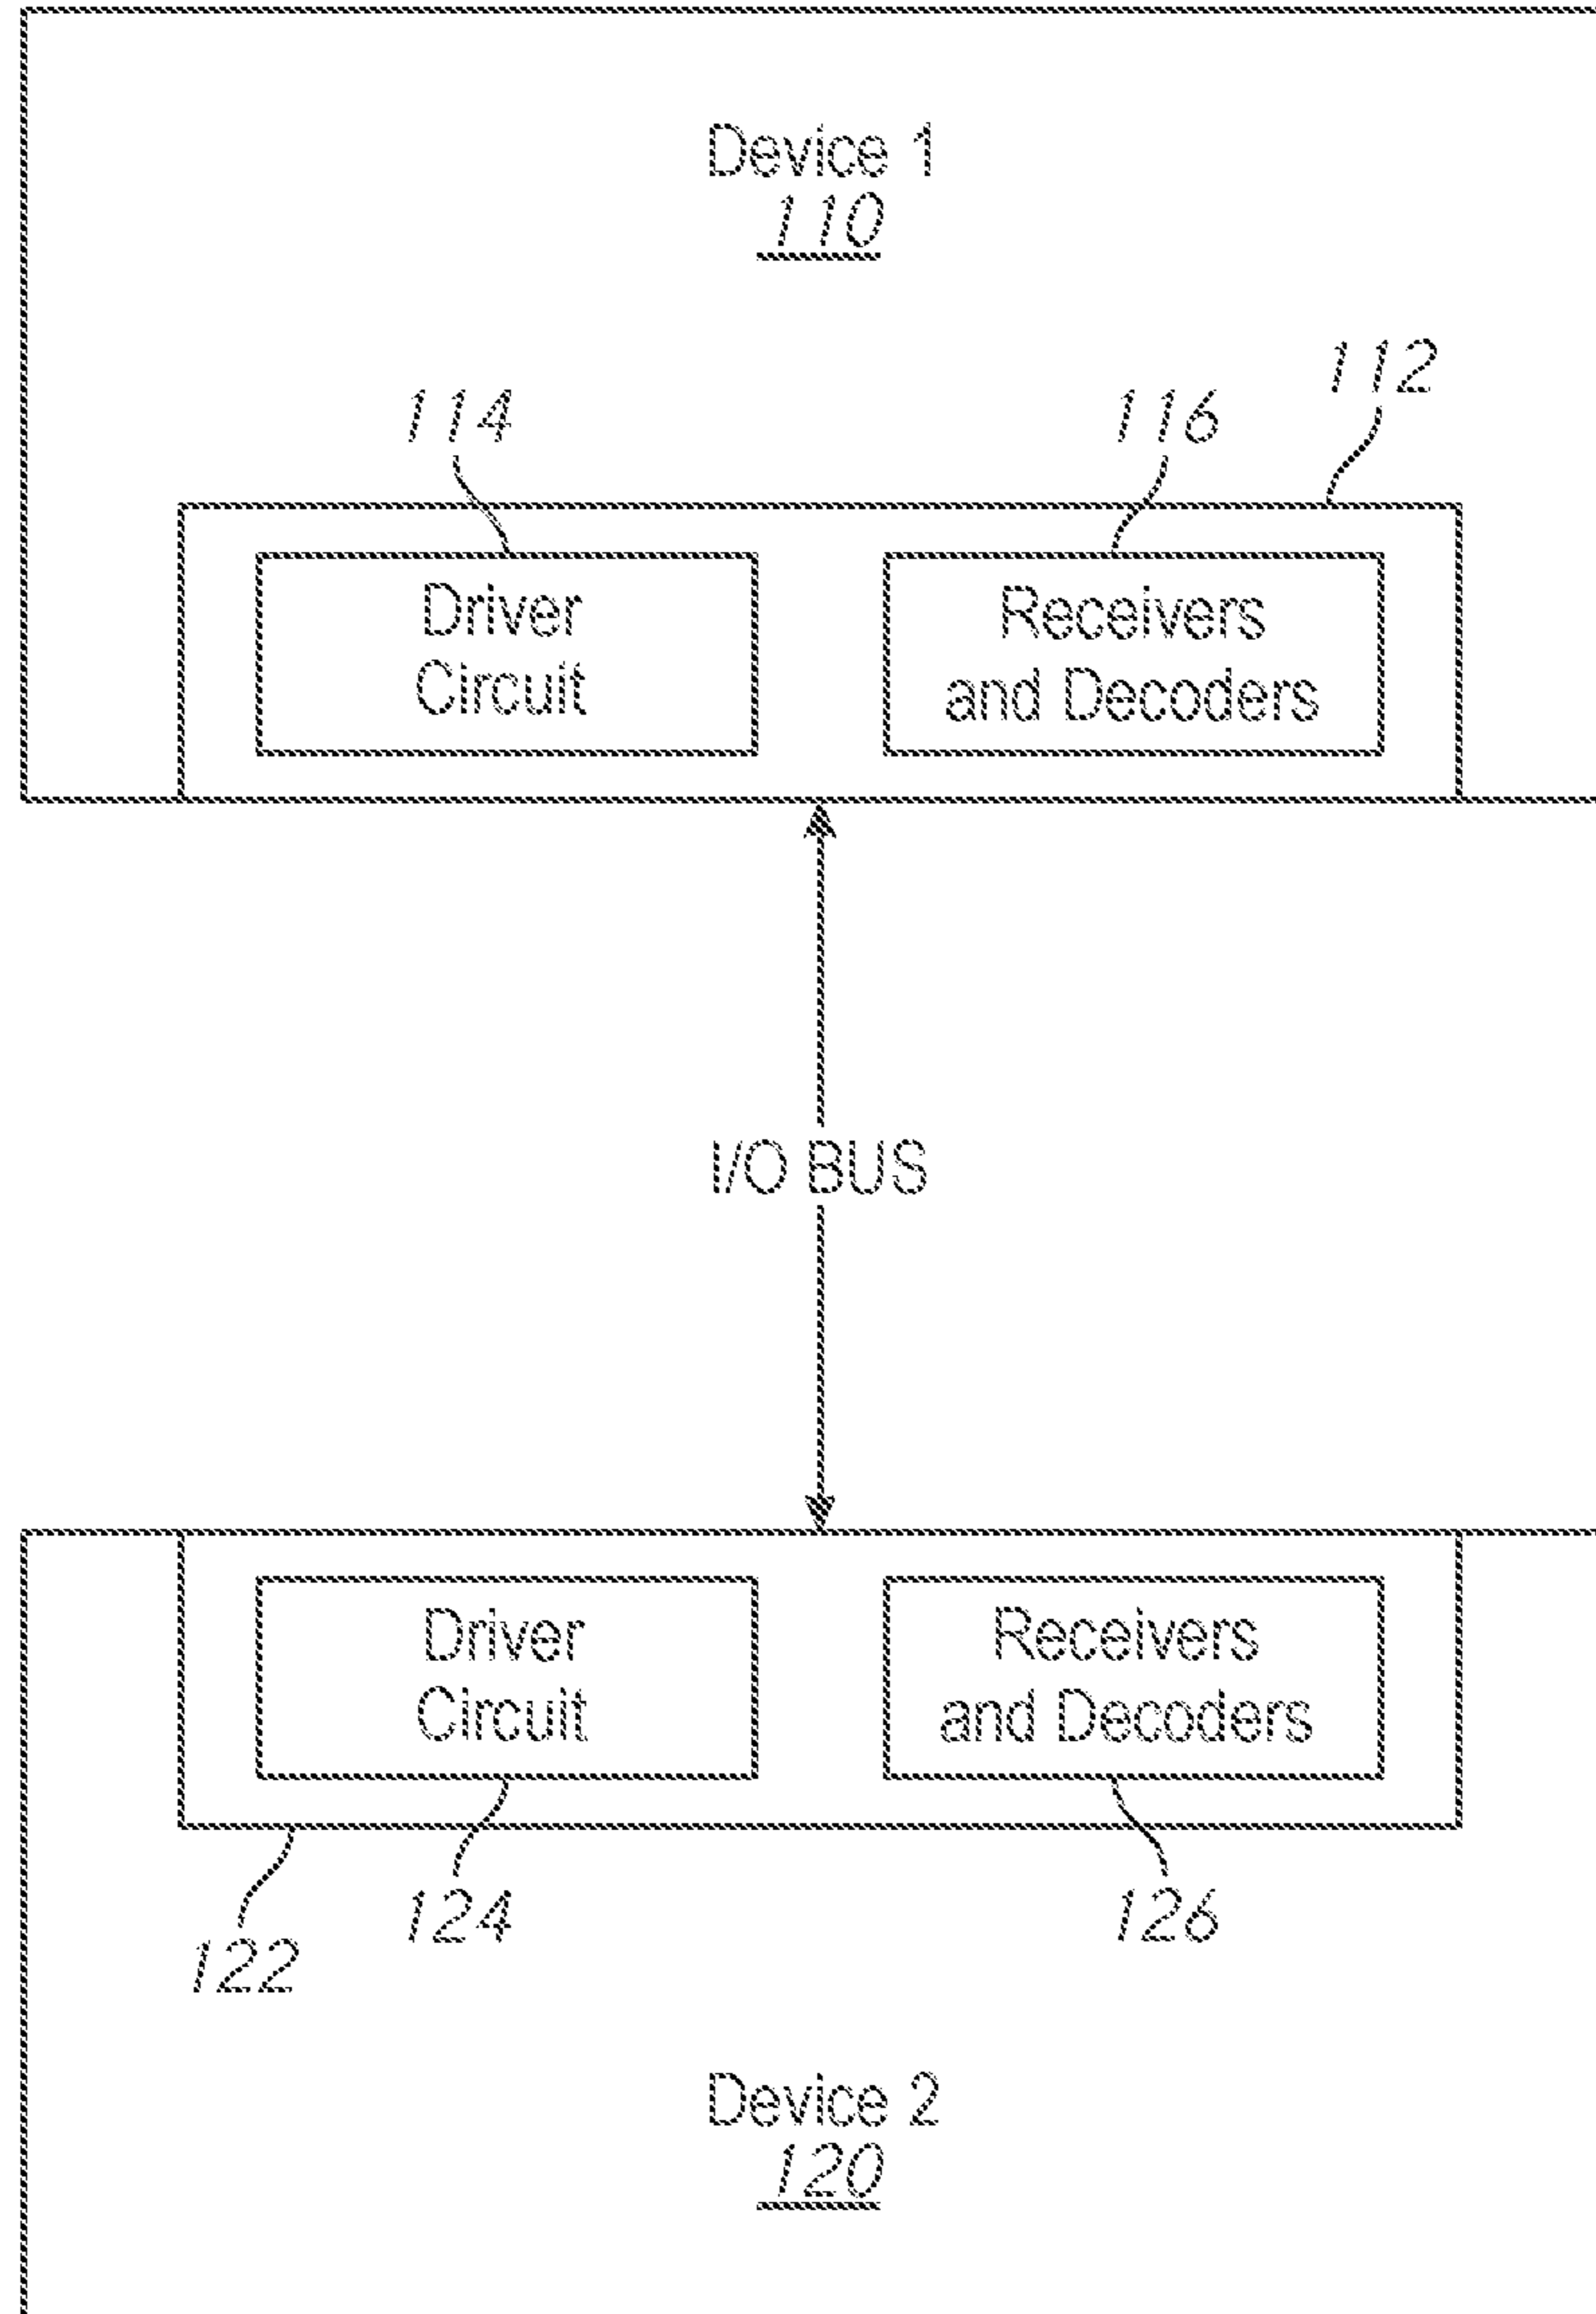 Device 1
110
112
114
116
Driver
Circuit
Receivers
and Decoders
I/O BUS
Driver
Circuit
Receivers
and Decoders
124
126
122
Device 2
120